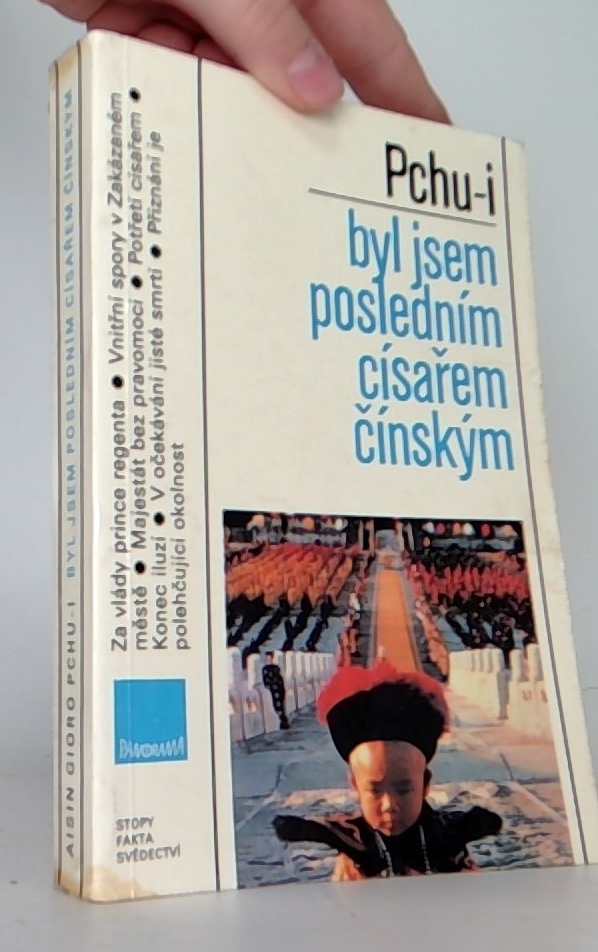 Pchu-i
byl jsem
posledním
císařem
čínským
Za vlády prince regenta ● Vnitřní spory v Zakázaném
městě ● Majestát bez pravomoci ● Potřetí císařem ●
Konec iluzí ● V očekávání jisté smrti ● Přiznání je
polehčující okolnost
PANORAMA
STOPY
FAKTA
SVĚDECTVÍ
AISIN GIORO PCHU-I BYL JSEM POSLEDNÍM CÍSAŘEM ČÍNSKÝM